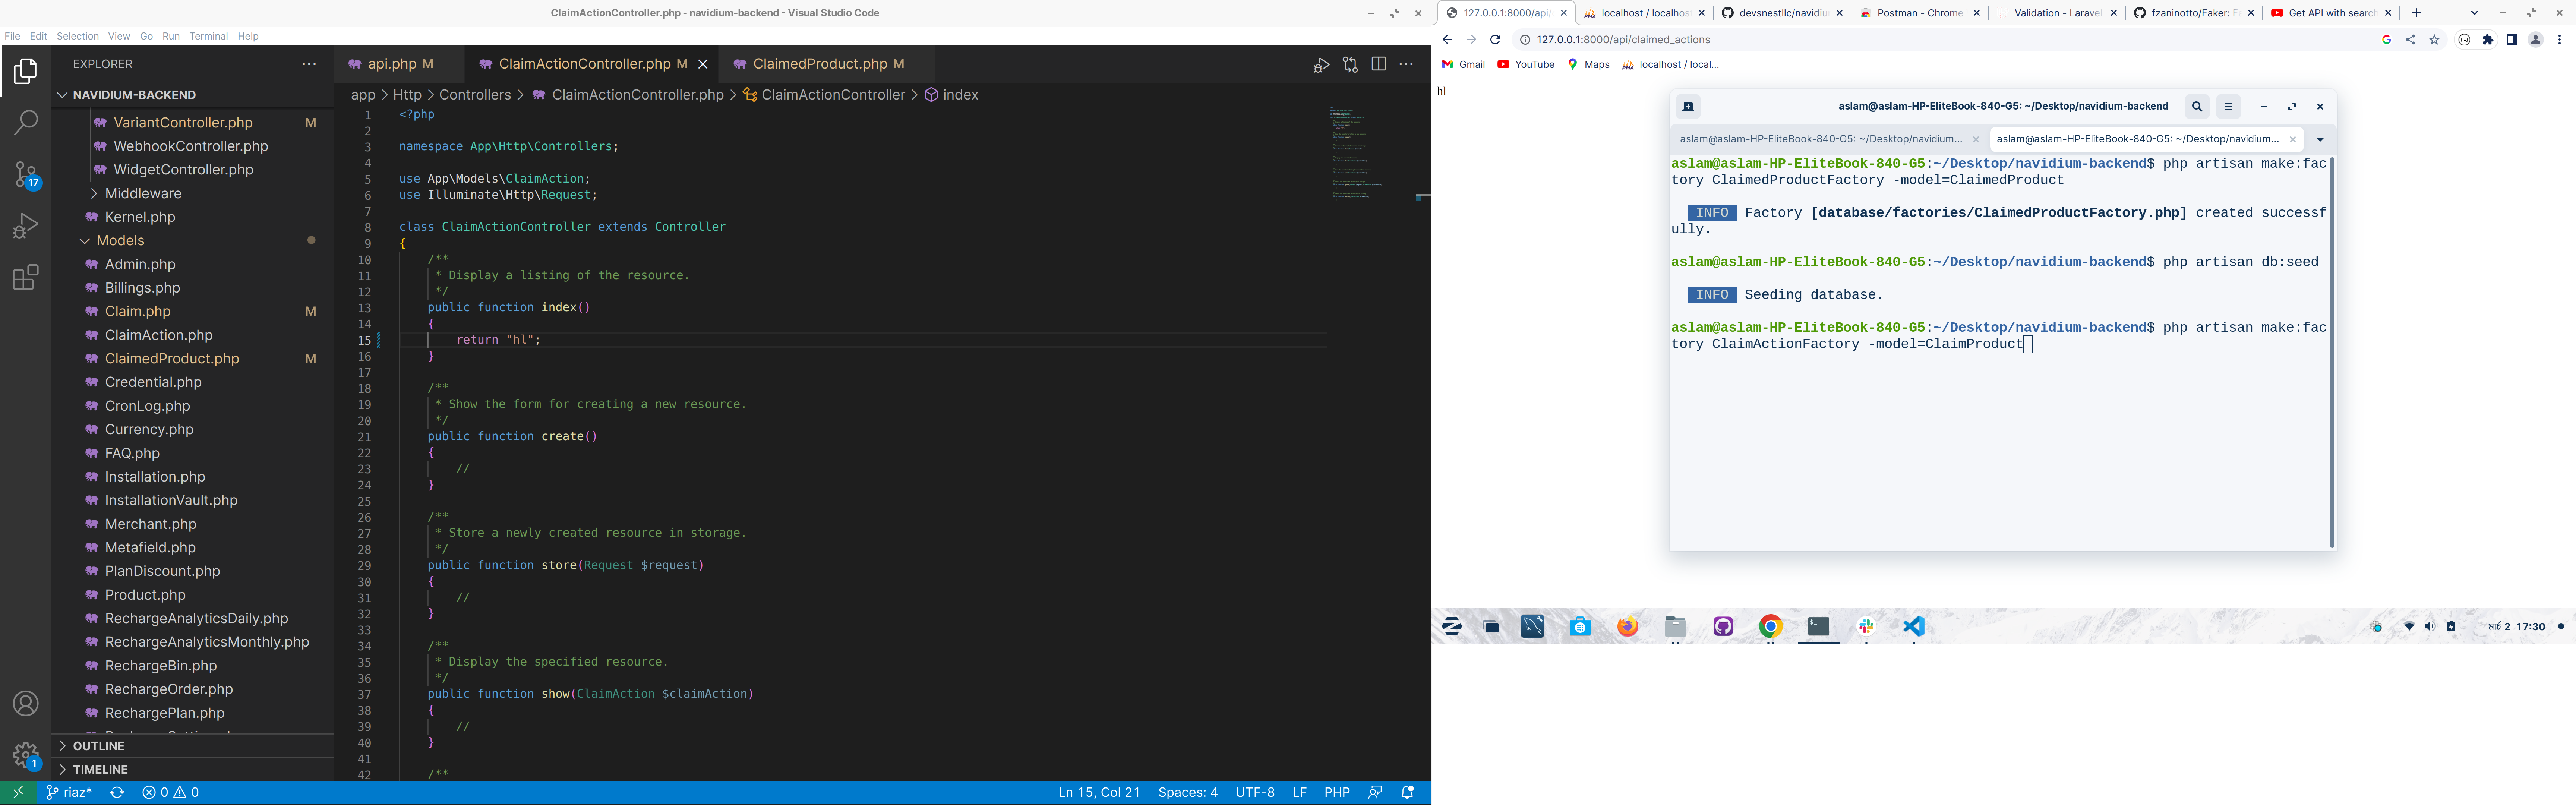 ClaimActionController.php - navidium-backend - Visual Studio Code
File Edit Selection View Go Run Terminal Help
EXPLORER
NAVIDIUM-BACKEND
VariantController.php M
WebhookController.php
WidgetController.php
Middleware
Kernel.php
Models
Admin.php
Billings.php
Claim.php M
ClaimAction.php
ClaimedProduct.php M
Credential.php
CronLog.php
Currency.php
FAQ.php
Installation.php
InstallationVault.php
Merchant.php
Metafield.php
PlanDiscount.php
Product.php
RechargeAnalyticsDaily.php
RechargeAnalyticsMonthly.php
RechargeBin.php
RechargeOrder.php
RechargePlan.php
OUTLINE
TIMELINE
17
1
api.php M
ClaimActionController.php M
ClaimedProduct.php M
app > Http > Controllers > ClaimActionController.php > ClaimActionController > index
1 <?php
2
3 namespace App\Http\Controllers;
4
5 use App\Models\ClaimAction;
6 use Illuminate\Http\Request;
7
8 class ClaimActionController extends Controller
9 {
10 /**
11 * Display a listing of the resource.
12 */
13 public function index()
14 {
15 return "hl";
16 }
17
18 /**
19 * Show the form for creating a new resource.
20 */
21 public function create()
22 {
23 //
24 }
25
26 /**
27 * Store a newly created resource in storage.
28 */
29 public function store(Request $request)
30 {
31 //
32 }
33
34 /**
35 * Display the specified resource.
36 */
37 public function show(ClaimAction $claimAction)
38 {
39 //
40 }
41
42 /**
riaz* 0 0
Ln 15, Col 21 Spaces: 4 UTF-8 LF PHP
127.0.0.1:8000/api/
localhost / localhos
devsnestllc/navidiu
Postman - Chrome
Validation - Laravel
fzaninotto/Faker: F
Get API with search
127.0.0.1:8000/api/claimed_actions
Gmail YouTube Maps localhost / local...
hl
aslam@aslam-HP-EliteBook-840-G5: ~/Desktop/navidium-backend
aslam@aslam-HP-EliteBook-840-G5: ~/Desktop/navidium...
aslam@aslam-HP-EliteBook-840-G5: ~/Desktop/navidium...
aslam@aslam-HP-EliteBook-840-G5:~/Desktop/navidium-backend$ php artisan make:fac
tory ClaimedProductFactory -model=ClaimedProduct
INFO Factory [database/factories/ClaimedProductFactory.php] created successf
ully.
aslam@aslam-HP-EliteBook-840-G5:~/Desktop/navidium-backend$ php artisan db:seed
INFO Seeding database.
aslam@aslam-HP-EliteBook-840-G5:~/Desktop/navidium-backend$ php artisan make:fac
tory ClaimActionFactory -model=ClaimProduct
মার্চ 2 17:30